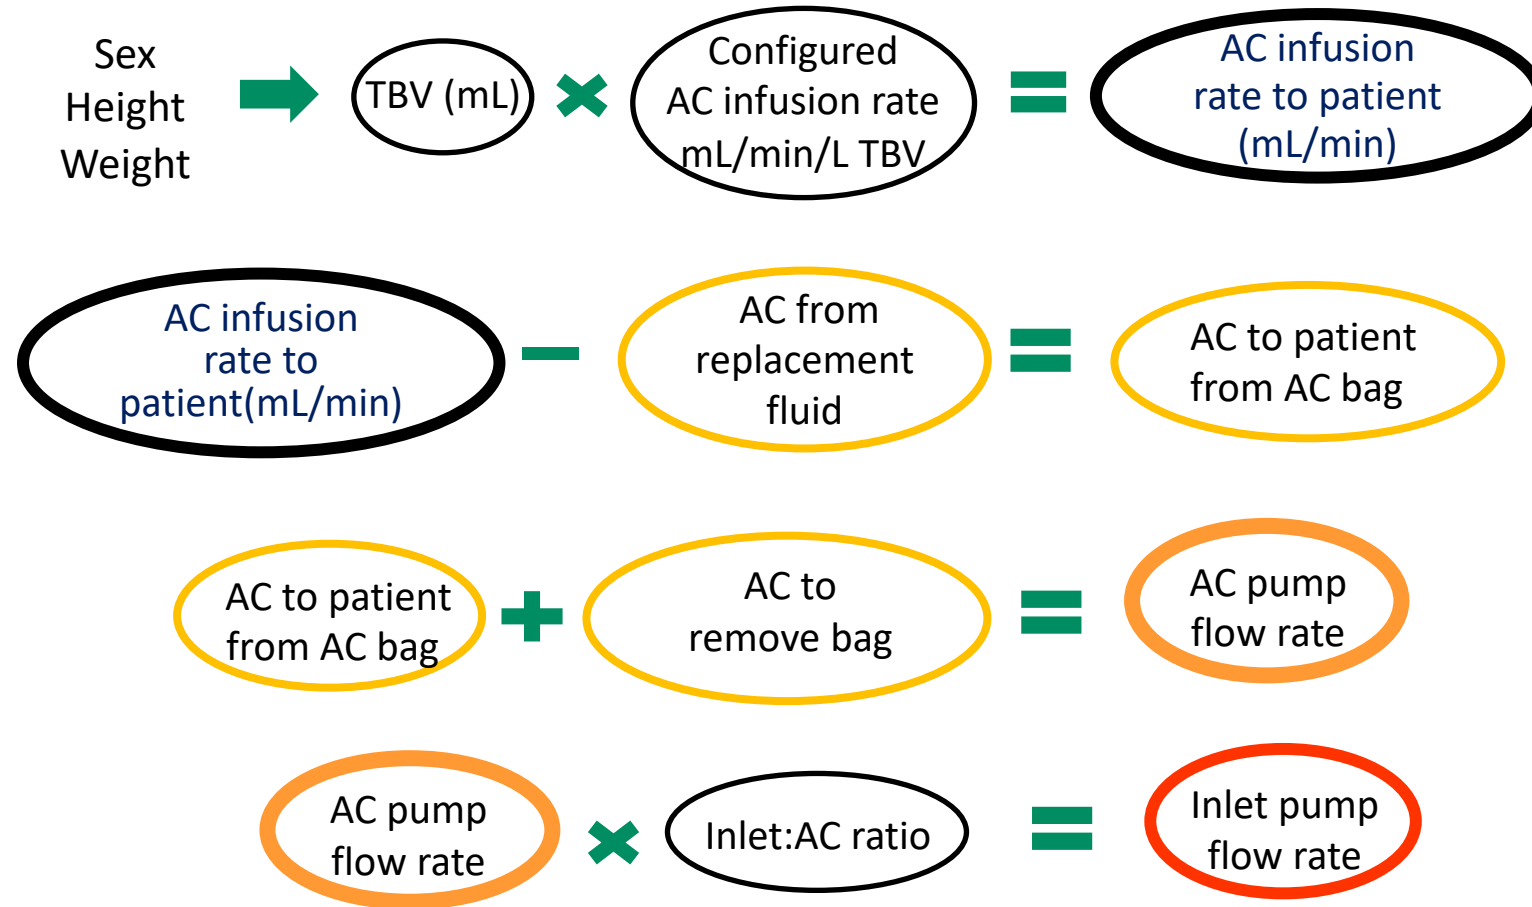 Sex
Height
Weight
TBV (mL)
Configured
AC infusion rate
mL/min/L TBV
AC infusion
rate to patient
(mL/min)
AC infusion
rate to
patient(mL/min)
AC from
replacement
fluid
AC to patient
from AC bag
AC to patient
from AC bag
AC to
remove bag
AC pump
flow rate
AC pump
flow rate
Inlet:AC ratio
Inlet pump
flow rate